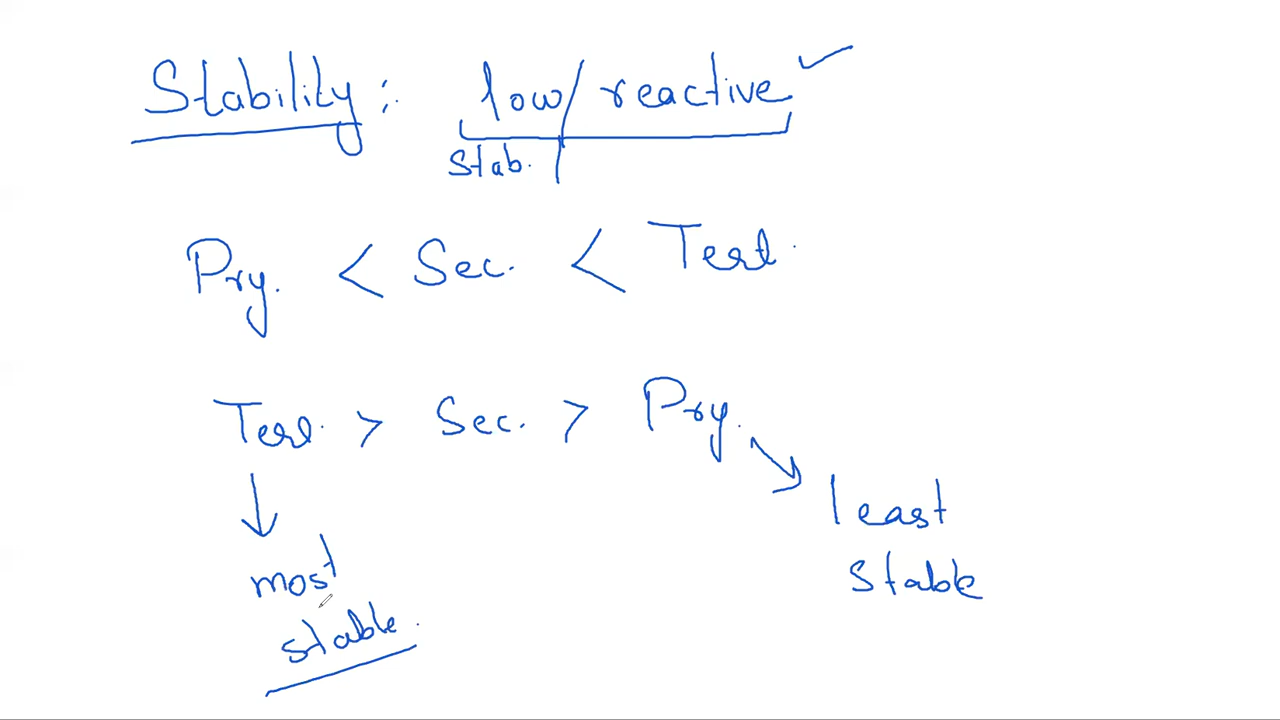 Stability: low/reactive ✓
Stab. |
Pry. < Sec. < Tert.
Tert. > Sec. > Pry.
least
stable
most
stable.